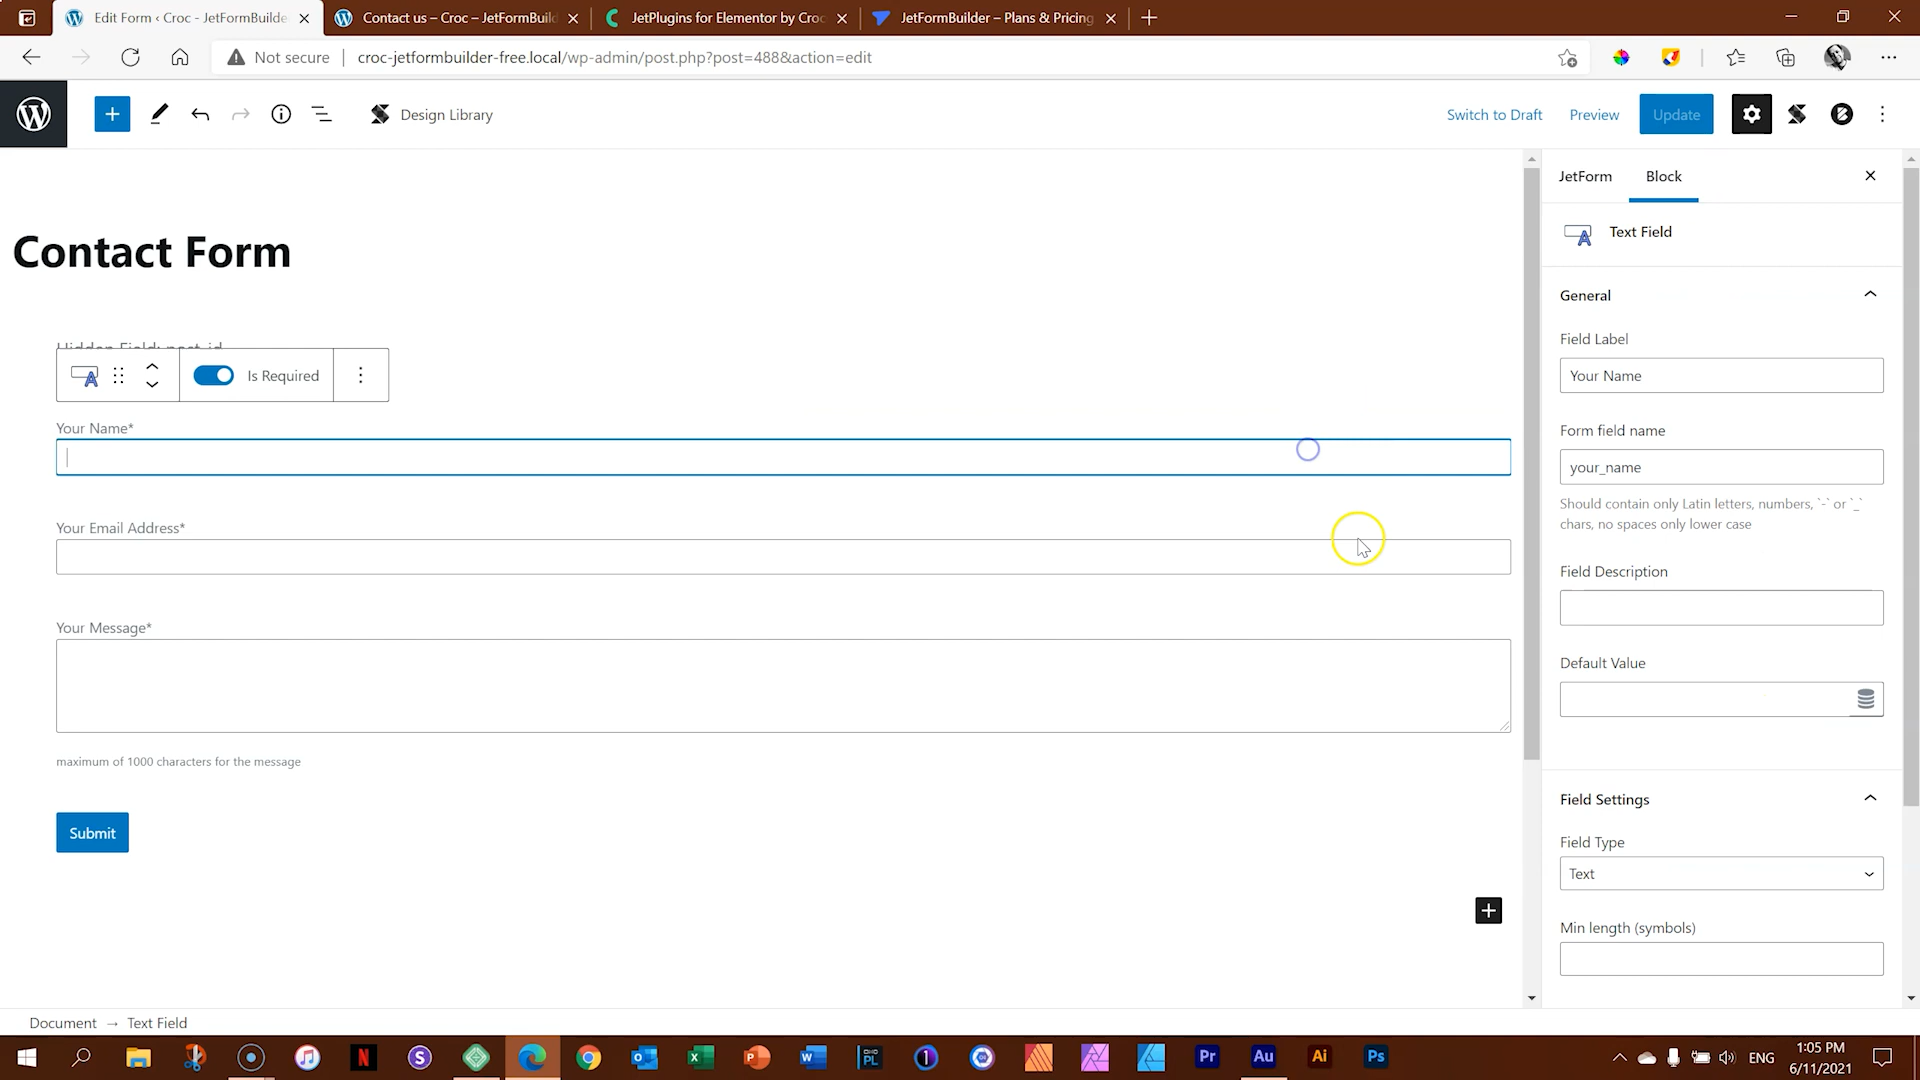 Edit Form ‹ Croc - JetFormBuilde
Contact us – Croc – JetFormBuild
JetPlugins for Elementor by Croc
JetFormBuilder – Plans & Pricing
Not secure
croc-jetformbuilder-free.local/wp-admin/post.php?post=488&action=edit
Design Library
Switch to Draft
Preview
Update
JetForm
Block
Text Field
Contact Form
General
Field Label
Hidden Field: post_id
Is Required
Your Name
Your Name*
Form field name
your_name
Should contain only Latin letters, numbers, `-` or `_`
chars, no spaces only lower case
Your Email Address*
Field Description
Your Message*
Default Value
maximum of 1000 characters for the message
Field Settings
Submit
Field Type
Text
Min length (symbols)
Document → Text Field
ENG
1:05 PM
6/11/2021